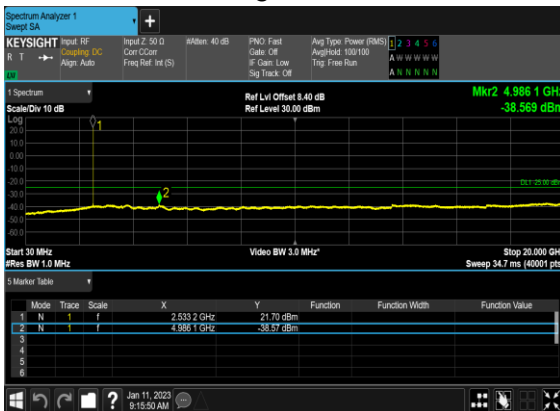 Spectrum Analyzer 1
Swept SA
KEYSIGHT
R T
LV
Input: RF
Coupling: DC
Align: Auto
Input Z: 50 Ω
Corr CCorr
Freq Ref: Int (S)
#Atten: 40 dB
PNO: Fast
Gate: Off
IF Gain: Low
Sig Track: Off
Avg Type: Power (RMS)
Avg|Hold: 100/100
Trig: Free Run
1 2 3 4 5 6
A W W W W W
A N N N N N
1 Spectrum
Scale/Div 10 dB
Ref Lvl Offset 8.40 dB
Ref Level 30.00 dBm
Mkr2 4.986 1 GHz
-38.569 dBm
Log
20.0
10.0
0.00
-10.0
-20.0
-30.0
-40.0
-50.0
-60.0
1
2
DL1 -25.00 dBm
Start 30 MHz
#Res BW 1.0 MHz
Video BW 3.0 MHz*
Stop 20.000 GHz
Sweep 34.7 ms (40001 pts)
5 Marker Table
Mode Trace Scale X Y Function Function Width Function Value
1 N 1 f 2.533 2 GHz 21.70 dBm
2 N 1 f 4.986 1 GHz -38.57 dBm
3
4
5
6
Jan 11, 2023
9:15:50 AM